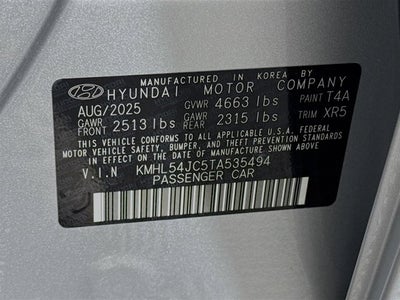 MANUFACTURED IN KOREA BY
HYUNDAI MOTOR COMPANY
AUG/2025 GVWR 4663 lbs PAINT T4A
GAWR FRONT 2513 lbs GAWR REAR 2315 lbs TRIM XR5
THIS VEHICLE CONFORMS TO ALL APPLICABLE U.S.A. FEDERAL
MOTOR VEHICLE SAFETY, BUMPER, AND THEFT PREVENTION STANDARDS
IN EFFECT ON THE DATE OF MANUFACTURE SHOWN ABOVE.
V.I.N KMHL54JC5TA535494
PASSENGER CAR